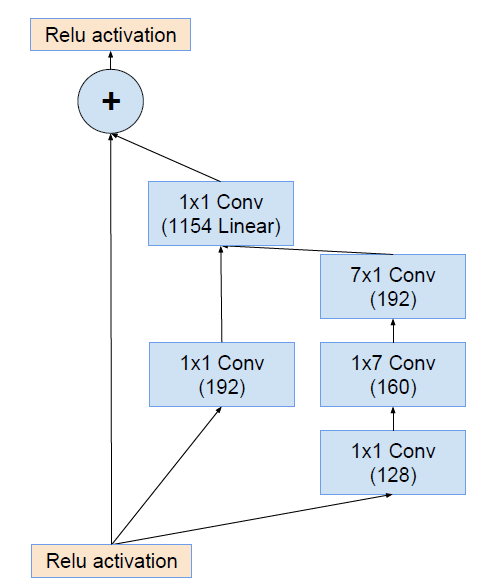 Relu activation
+
1x1 Conv
(1154 Linear)
7x1 Conv
(192)
1x1 Conv
(192)
1x7 Conv
(160)
1x1 Conv
(128)
Relu activation